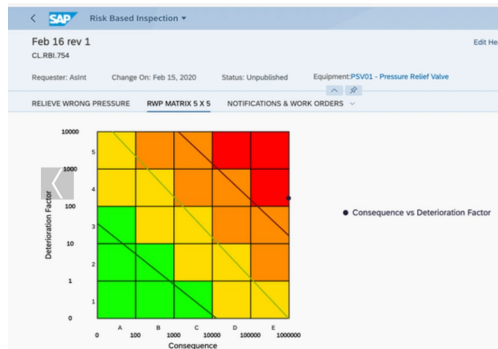 SAP Risk Based Inspection
Feb 16 rev 1
CL.RBI.754
Edit He
Requester: AsInt Change On: Feb 15, 2020 Status: Unpublished Equipment:PSV01 - Pressure Relief Valve
RELIEVE WRONG PRESSURE RWP MATRIX 5 X 5 NOTIFICATIONS & WORK ORDERS
10000
5
1000
4
100
3
10
2
1
1
0
Deterioration Factor
A B C D E
0 100 1000 10000 100000 1000000
Consequence
Consequence vs Deterioration Factor